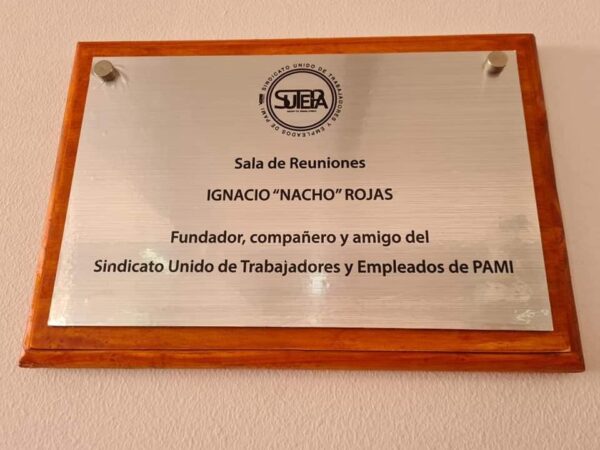 SINDICATO UNIDO DE TRABAJADORES Y EMPLEADOS DE PAMI
SUTEPA
Sala de Reuniones
IGNACIO “NACHO” ROJAS
Fundador, compañero y amigo del
Sindicato Unido de Trabajadores y Empleados de PAMI